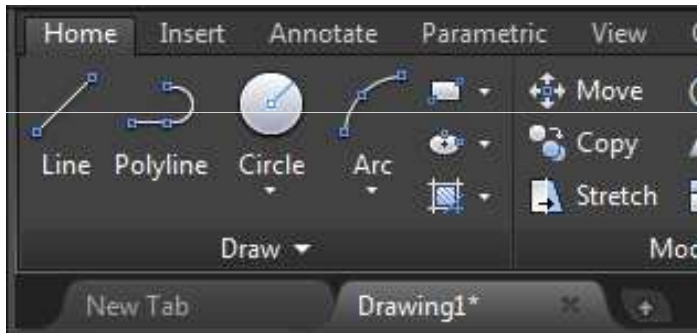 Home Insert Annotate Parametric View
Move
Copy
Line Polyline Circle Arc
Stretch
Draw
New Tab Drawing1*